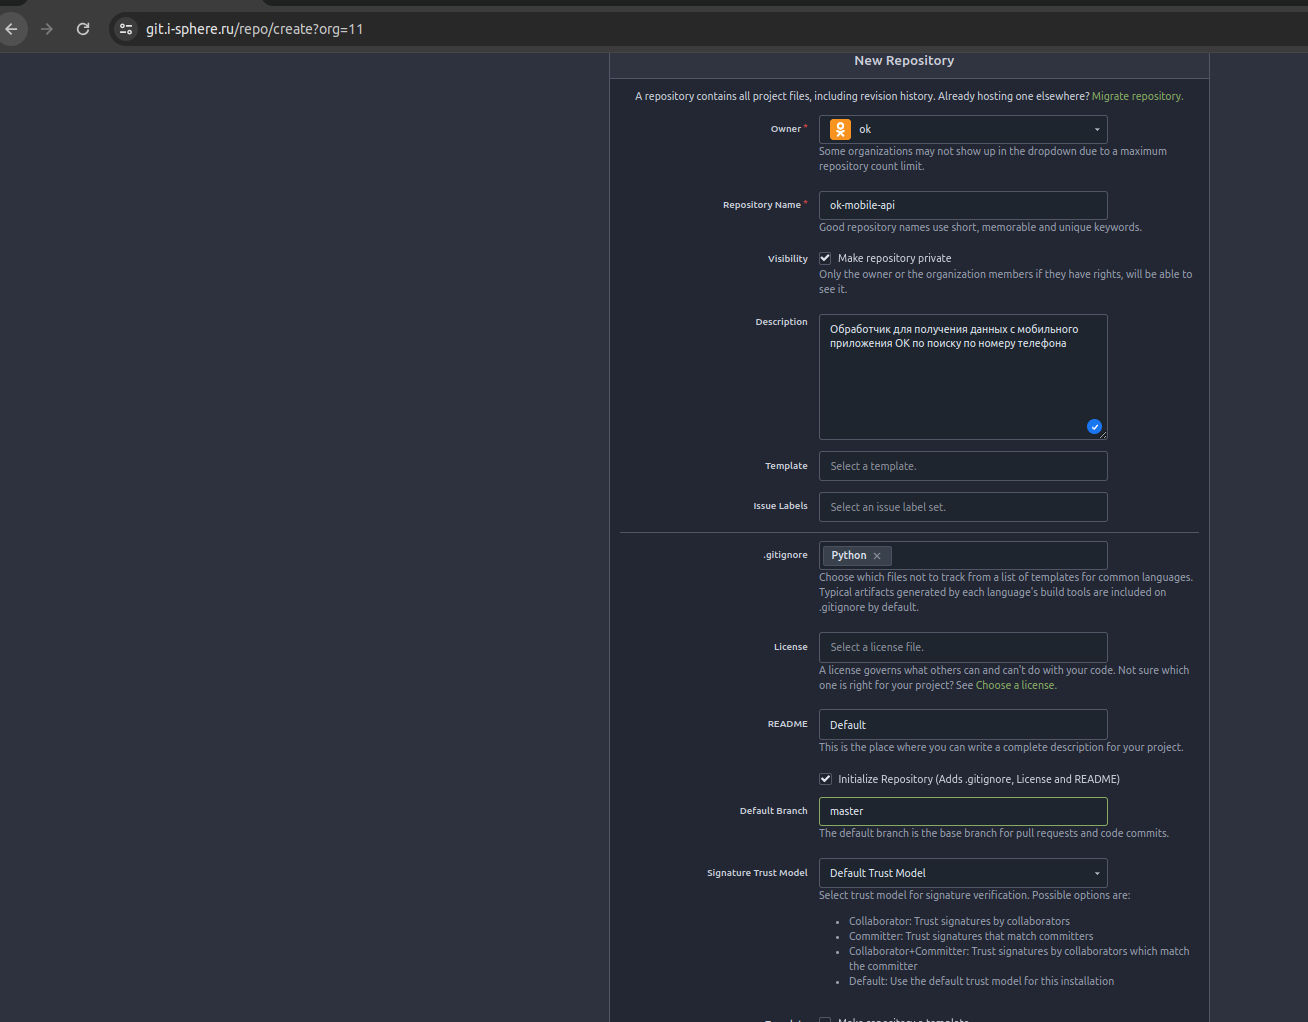 git.i-sphere.ru/repo/create?org=11
New Repository
A repository contains all project files, including revision history. Already hosting one elsewhere? Migrate repository.
Owner * ok
Some organizations may not show up in the dropdown due to a maximum
repository count limit.
Repository Name * ok-mobile-api
Good repository names use short, memorable and unique keywords.
Visibility Make repository private
Only the owner or the organization members if they have rights, will be able to
see it.
Description Обработчик для получения данных с мобильного
приложения ОК по поиску по номеру телефона
Template Select a template.
Issue Labels Select an issue label set.
.gitignore Python ×
Choose which files not to track from a list of templates for common languages.
Typical artifacts generated by each language's build tools are included on
.gitignore by default.
License Select a license file.
A license governs what others can and can't do with your code. Not sure which
one is right for your project? See Choose a license.
README Default
This is the place where you can write a complete description for your project.
Initialize Repository (Adds .gitignore, License and README)
Default Branch master
The default branch is the base branch for pull requests and code commits.
Signature Trust Model Default Trust Model
Select trust model for signature verification. Possible options are:
• Collaborator: Trust signatures by collaborators
• Committer: Trust signatures that match committers
• Collaborator+Committer: Trust signatures by collaborators which match
the committer
• Default: Use the default trust model for this installation